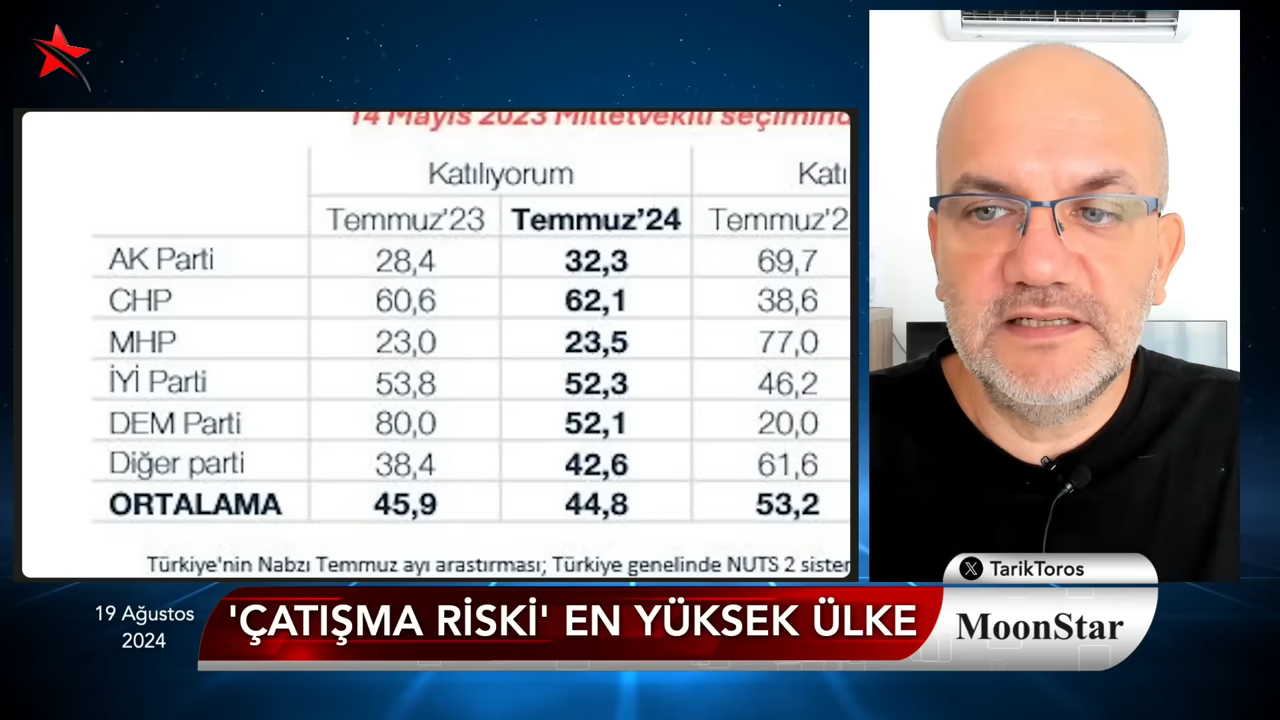 14 Mayıs 2023 Milletvekili seçimind
Katılıyorum Katı
Temmuz'23 Temmuz'24 Temmuz'2
AK Parti 28,4 32,3 69,7
CHP 60,6 62,1 38,6
MHP 23,0 23,5 77,0
İYİ Parti 53,8 52,3 46,2
DEM Parti 80,0 52,1 20,0
Diğer parti 38,4 42,6 61,6
ORTALAMA 45,9 44,8 53,2
Türkiye'nin Nabzı Temmuz ayı araştırması; Türkiye genelinde NUTS 2 sister
X TarikToros
19 Ağustos
2024
'ÇATIŞMA RİSKİ' EN YÜKSEK ÜLKE
MoonStar